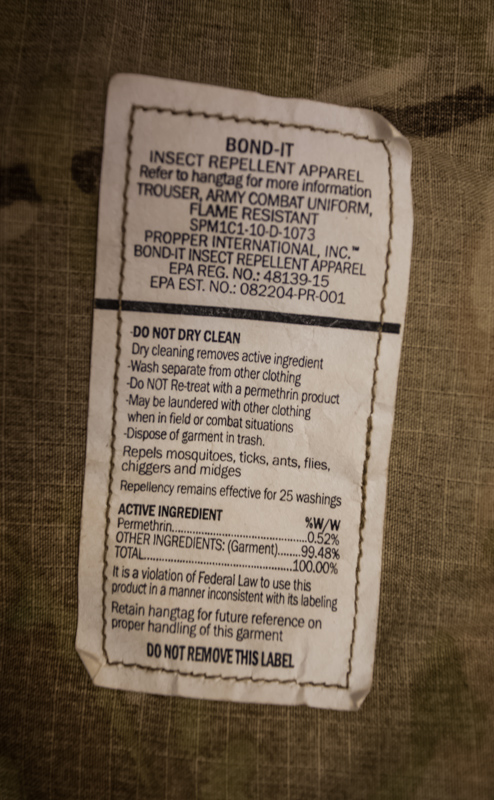 BOND-IT
INSECT REPELLENT APPAREL
Refer to hangtag for more information
TROUSER, ARMY COMBAT UNIFORM,
FLAME RESISTANT
SPM1C1-10-D-1073
PROPPER INTERNATIONAL, INC.™
BOND-IT INSECT REPELLENT APPAREL
EPA REG. NO.: 48139-15
EPA EST. NO.: 082204-PR-001
-DO NOT DRY CLEAN
Dry cleaning removes active ingredient
-Wash separate from other clothing
-Do NOT Re-treat with a permethrin product
-May be laundered with other clothing
when in field or combat situations
-Dispose of garment in trash.
Repels mosquitoes, ticks, ants, flies,
chiggers and midges
Repellency remains effective for 25 washings
ACTIVE INGREDIENT %W/W
Permethrin..............................0.52%
OTHER INGREDIENTS: (Garment)......99.48%
TOTAL.................................100.00%
It is a violation of Federal Law to use this
product in a manner inconsistent with its labeling
Retain hangtag for future reference on
proper handling of this garment
DO NOT REMOVE THIS LABEL